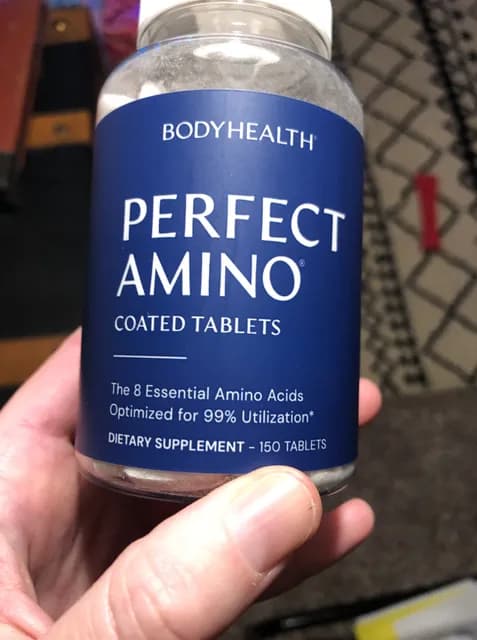 BODYHEALTH®
PERFECT
AMINO®
COATED TABLETS
The 8 Essential Amino Acids
Optimized for 99% Utilization*
DIETARY SUPPLEMENT – 150 TABLETS